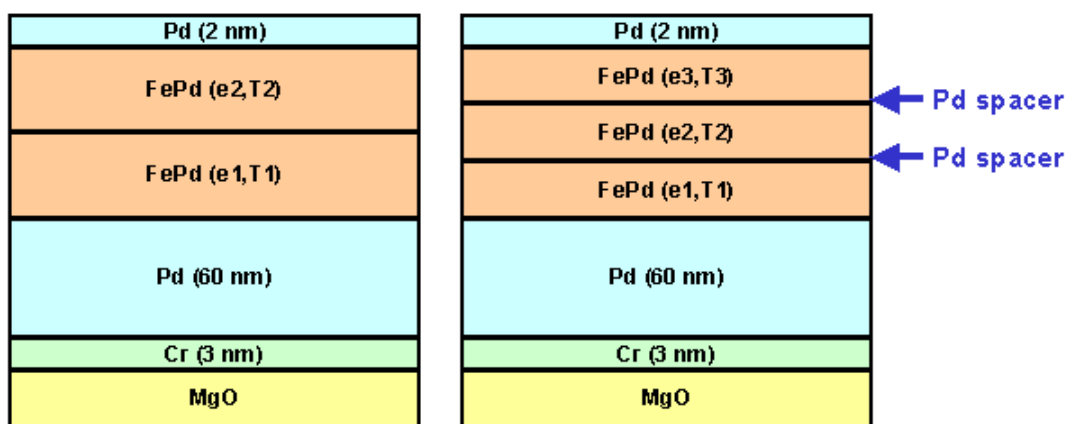 Pd (2 nm)
FePd (e2,T2)
FePd (e1,T1)
Pd (60 nm)
Cr (3 nm)
MgO
Pd (2 nm)
FePd (e3,T3)
Pd spacer
FePd (e2,T2)
Pd spacer
FePd (e1,T1)
Pd (60 nm)
Cr (3 nm)
MgO